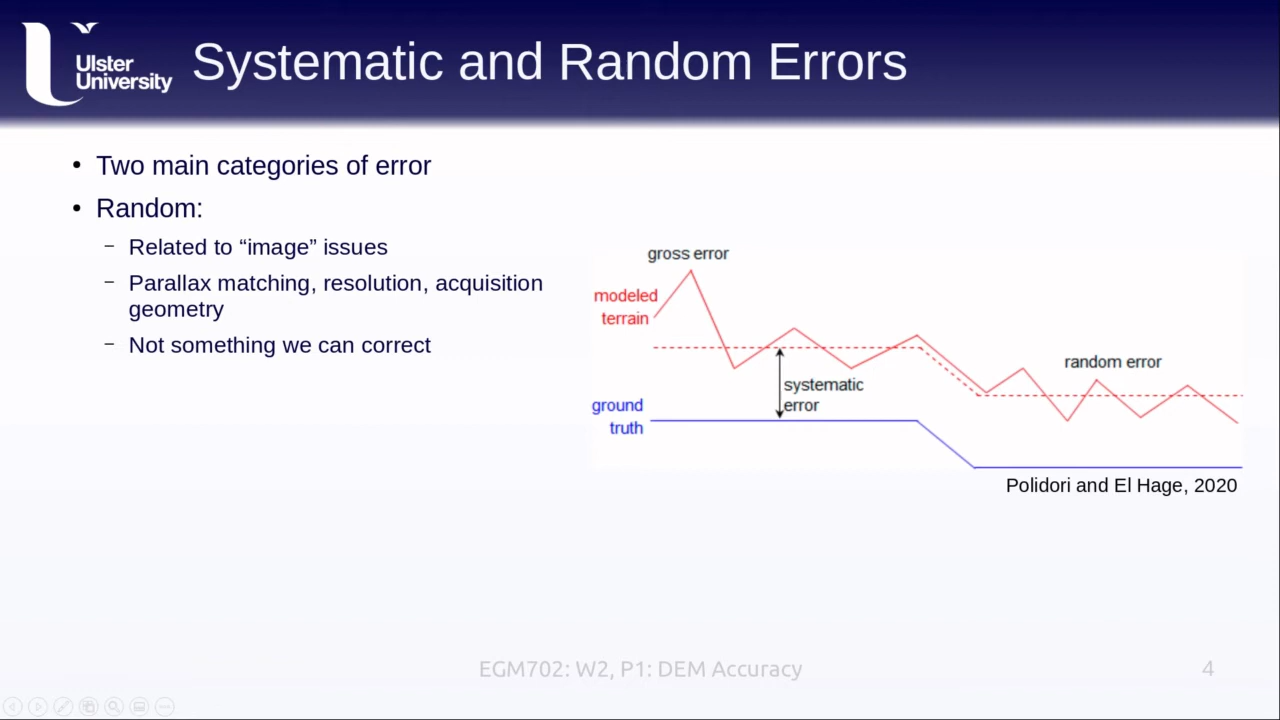 Ulster
University
Systematic and Random Errors
• Two main categories of error
• Random:
– Related to “image” issues
– Parallax matching, resolution, acquisition
geometry
– Not something we can correct
gross error
modeled
terrain
systematic
error
random error
ground
truth
Polidori and El Hage, 2020
EGM702: W2, P1: DEM Accuracy
4